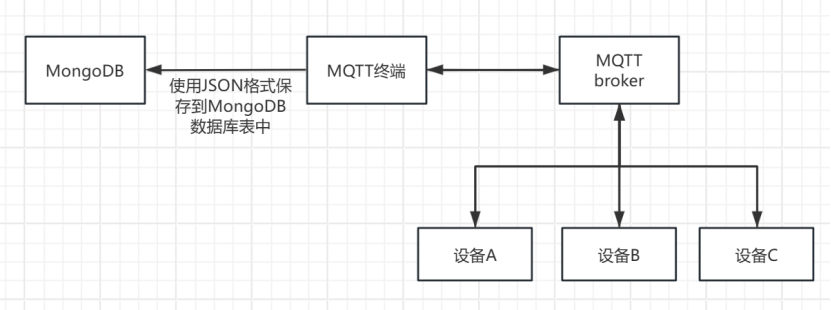 MongoDB
使用JSON格式保
存到MongoDB
数据库表中
MQTT终端
MQTT
broker
设备A
设备B
设备C